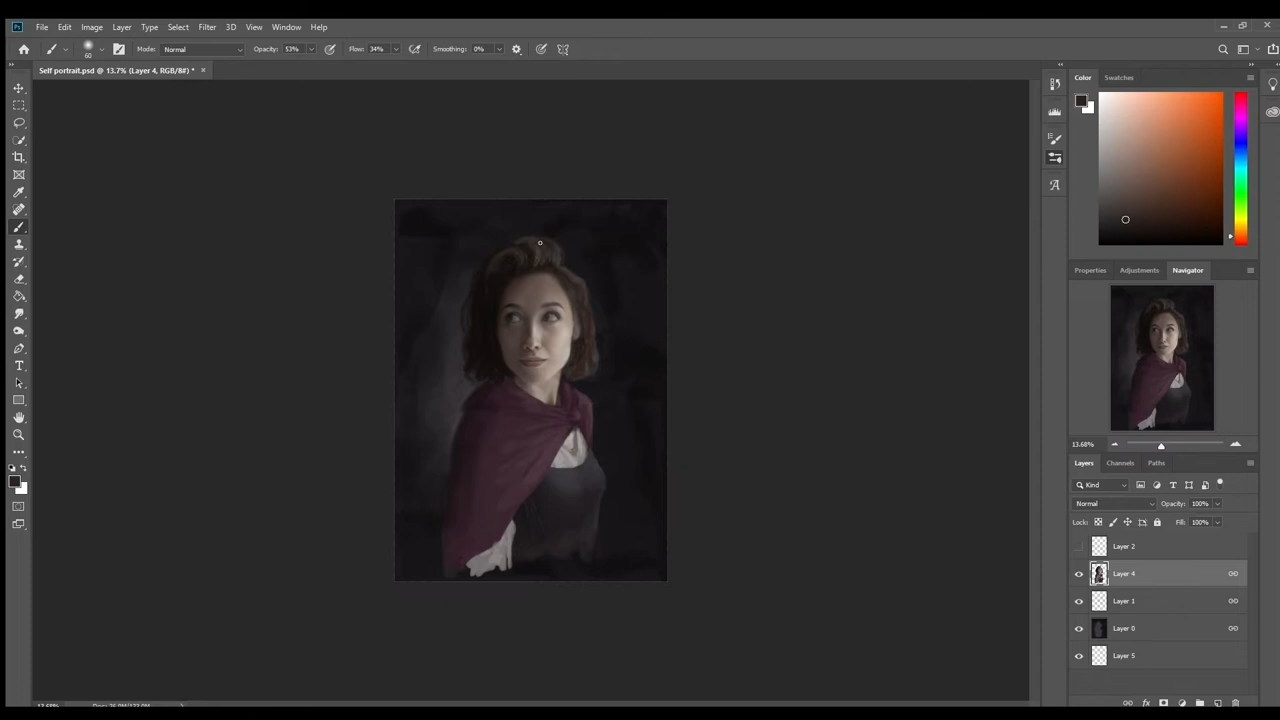 Ps File Edit Image Layer Type Select Filter 3D View Window Help
60 Mode: Normal Opacity: 53% Flow: 34% Smoothing: 0%
Self portrait.psd @ 13.7% (Layer 4, RGB/8#) * ×
Color Swatches
Properties Adjustments Navigator
13.68%
Layers Channels Paths
Kind
Normal Opacity: 100%
Lock: Fill: 100%
Layer 2
Layer 4
Layer 1
Layer 0
Layer 5